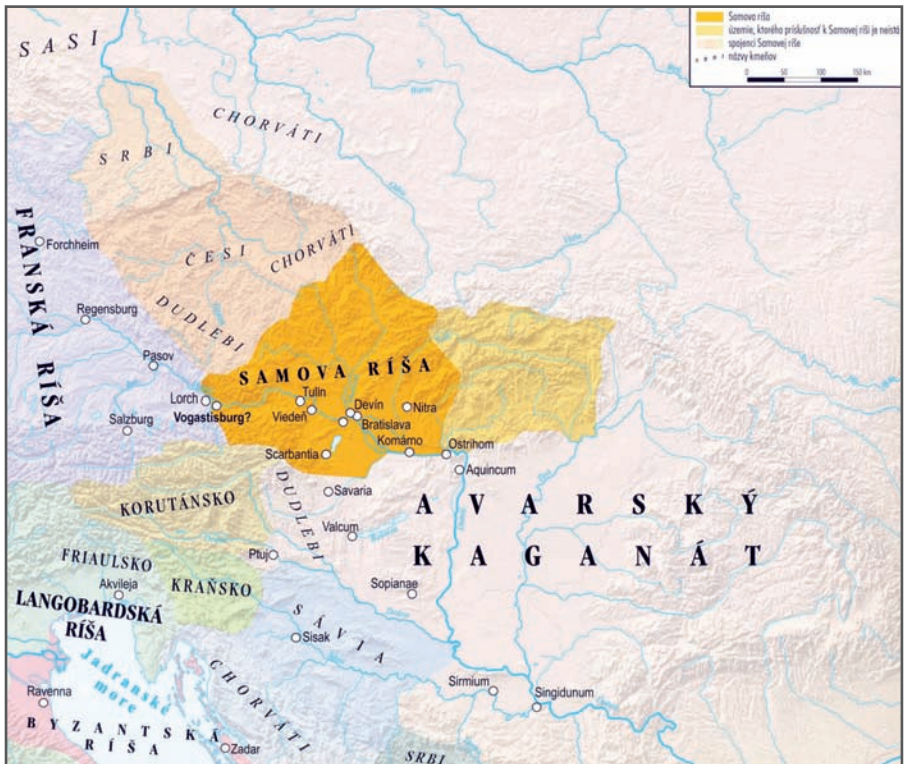 Samova ríša
územie, ktorého príslušnosť k Samovej ríši je neistá
spojenci Samovej ríše
názvy kmeňov
0 50 100 150 km
SASI
CHORVÁTI
SRBI
FRANSKÁ RÍŠA
Forchheim
ČESI
CHORVÁTI
DUDLEBI
Regensburg
Pasov
SAMOVA RÍŠA
Lorch
Tulln
Vogastisburg?
Viedeň
Devín
Nitra
Bratislava
Salzburg
Komárno
Ostrihom
Scarbantia
Aquincum
KORUTÁNSKO
DUDLEBI
Savaria
AVARSKÝ
Valcum
KAGANÁT
Ptuj
FRIAULSKO
Akvileja
KRAŇSKO
Sopianae
LANGOBARDSKÁ
RÍŠA
SÁVIA
Sisak
Jadranské
more
CHORVÁTI
Sirmium
Singidunum
Ravenna
BYZANTSKÁ
RÍŠA
Zadar
SRBI